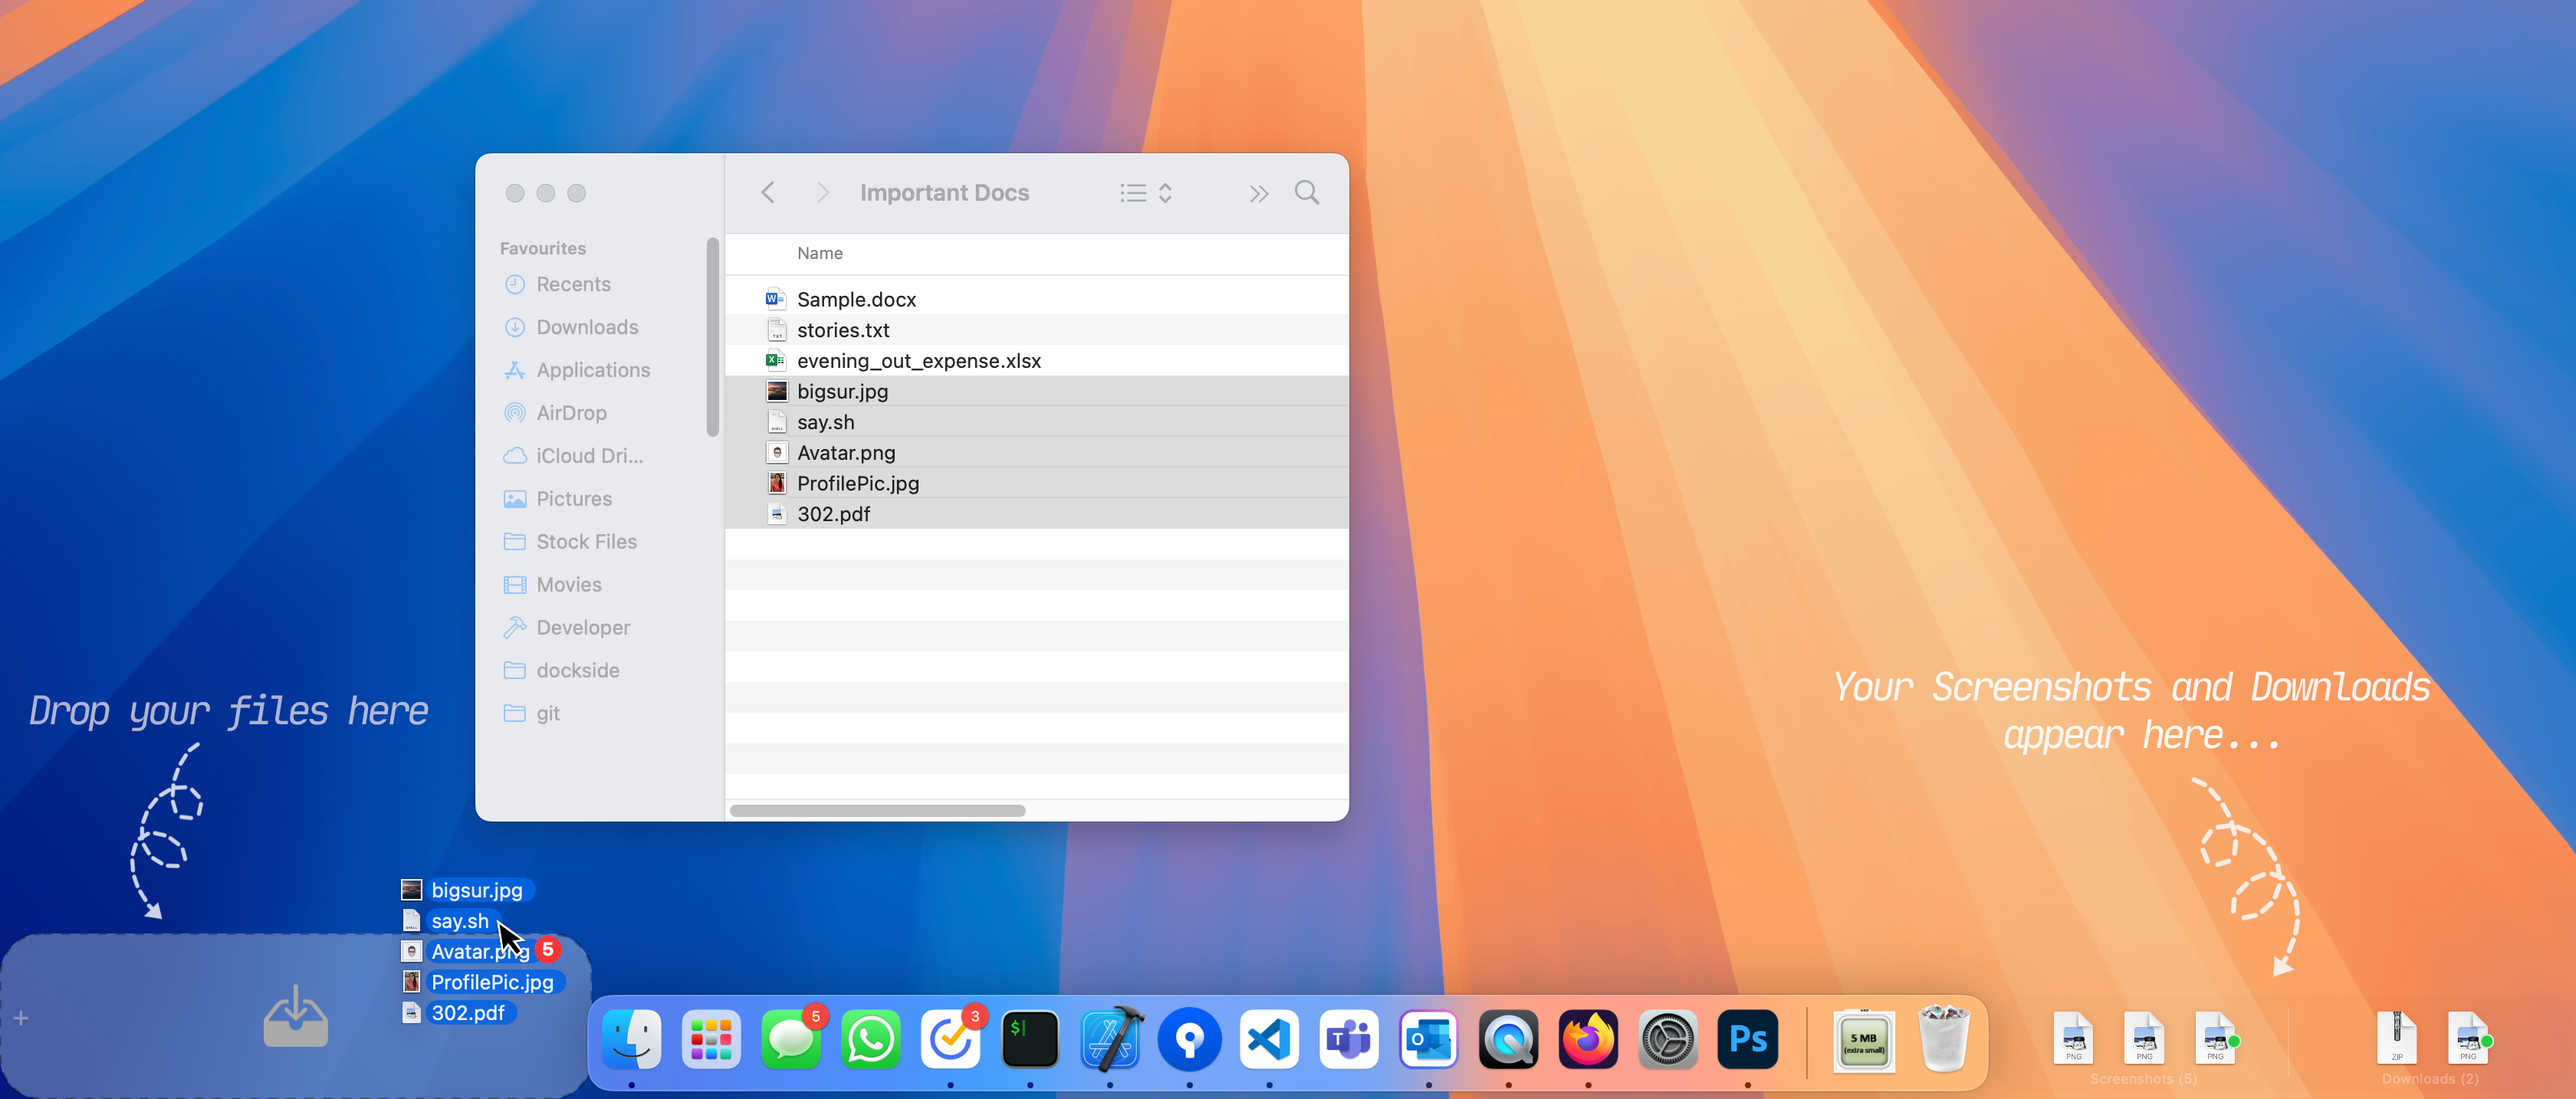 Important Docs
Favourites
Recents
Downloads
Applications
AirDrop
iCloud Dri...
Pictures
Stock Files
Movies
Developer
dockside
git
Name
Sample.docx
stories.txt
evening_out_expense.xlsx
bigsur.jpg
say.sh
Avatar.png
ProfilePic.jpg
302.pdf
Drop your files here
Your Screenshots and Downloads
appear here...
bigsur.jpg
say.sh
Avatar.png 5
ProfilePic.jpg
302.pdf
5
3
$
Ps
5 MB
(extra small)
PNG PNG PNG
Screenshots (5)
ZIP PNG
Downloads (2)